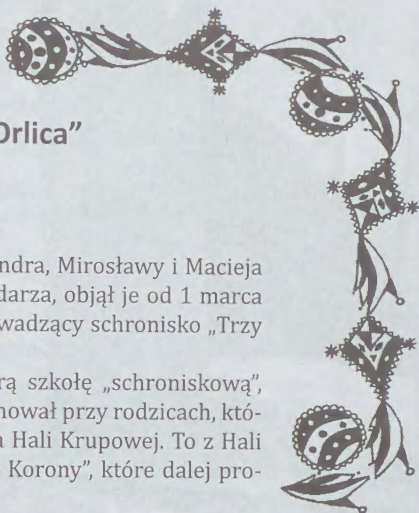 Orlica”
ndra, Mirosławy i Macieja
darza, objął je od 1 marca
wadzący schronisko „Trzy
rą szkołę „schroniskową”,
nował przy rodzicach, któ-
a Hali Krupowej. To z Hali
Korony”, które dalej pro-